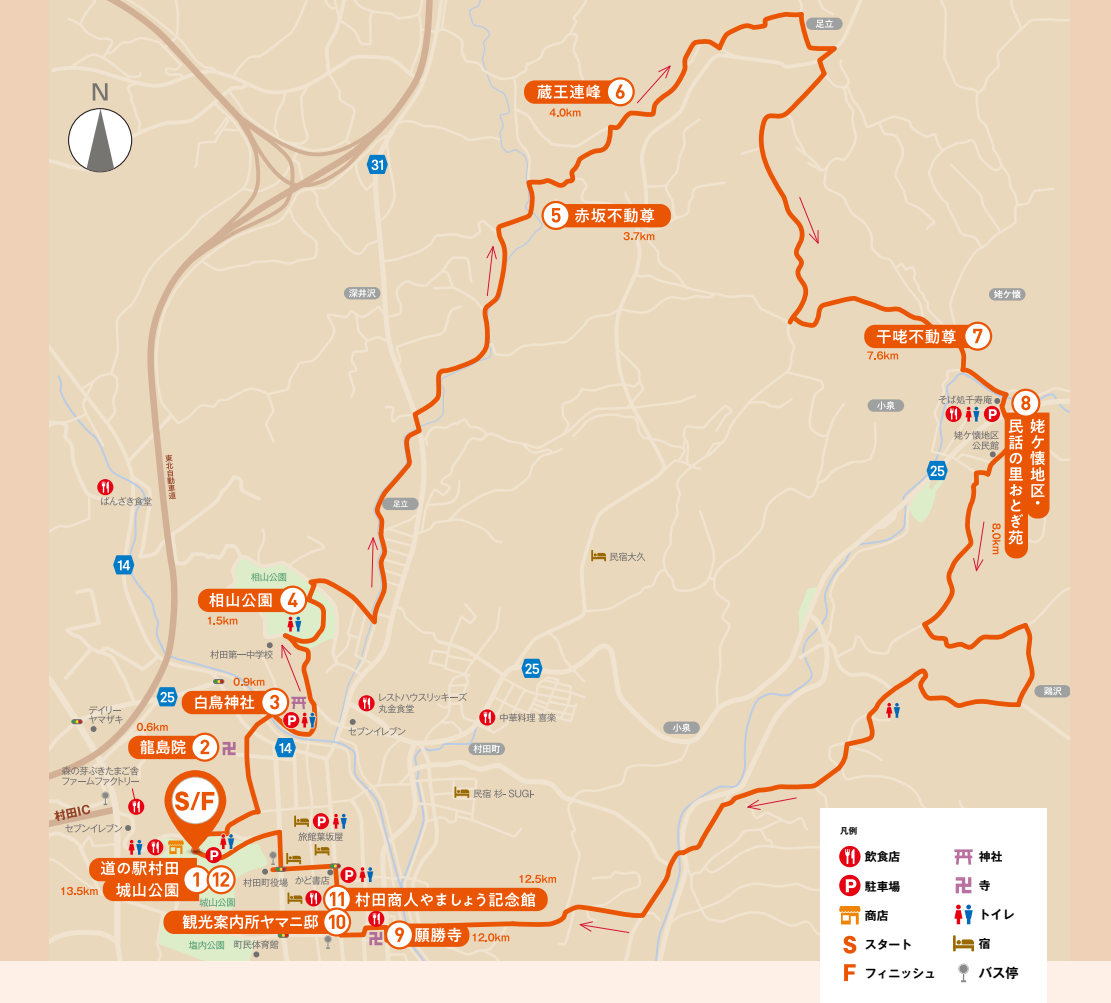 足立
N
蔵王連峰 6
4.0km
31
5 赤坂不動尊
3.7km
深井沢
姥ケ懐
干咾不動尊 7
7.6km
小泉
そば処千寿庵
P
8
姥ケ懐地区・
民話の里おとぎ苑
8.0km
姥ケ懐地区
公民館
25
東北自動車道
ばんざき食堂
足立
14
民宿大久
相山公園
相山公園 4
1.5km
村田第一中学校
25
0.9km
25
白鳥神社 3
P
レストハウスリッキーズ
丸金食堂
鶏沢
デイリー
ヤマザキ
中華料理 喜楽
小泉
0.6km
セブンイレブン
龍島院 2
14
村田町
森の芽ぶきたまご舎
ファームファクトリー
S/F
民宿 杉- SUGI-
村田IC
セブンイレブン
P
旅館葉坂屋
P
道の駅村田
城山公園
1 12
13.5km
村田町役場
かど書店
P
12.5km
城山公園
11 村田商人やましょう記念館
観光案内所ヤマニ邸 10
9 願勝寺
12.0km
塩内公園
町民体育館
凡例
飲食店
神社
P 駐車場
寺
商店
トイレ
S スタート
宿
F フィニッシュ
バス停